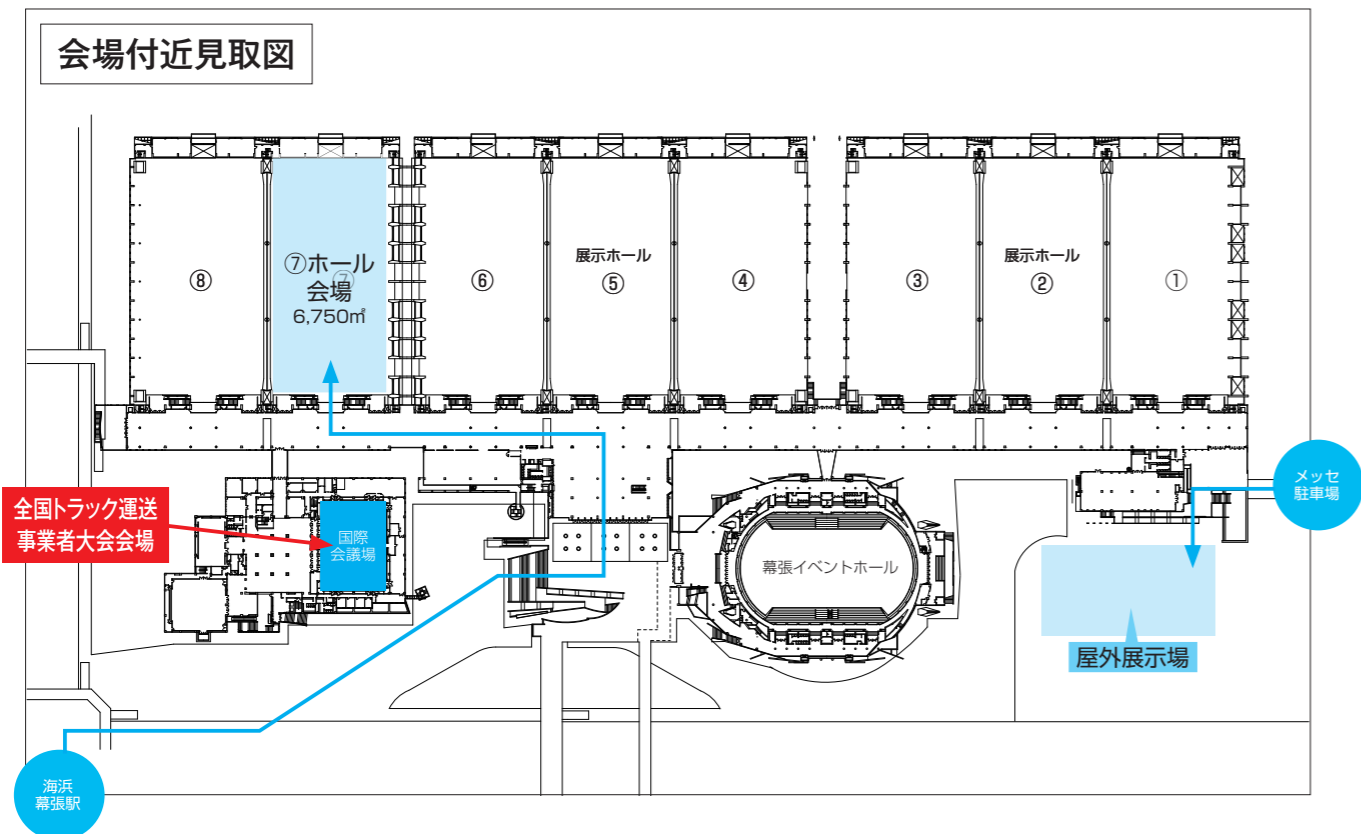 会場付近見取図
⑧
⑦ホール
⑦
会場
6,750㎡
⑥
展示ホール
⑤
④
③
展示ホール
②
①
メッセ
駐車場
全国トラック運送
事業者大会会場
国際
会議場
幕張イベントホール
屋外展示場
海浜
幕張駅